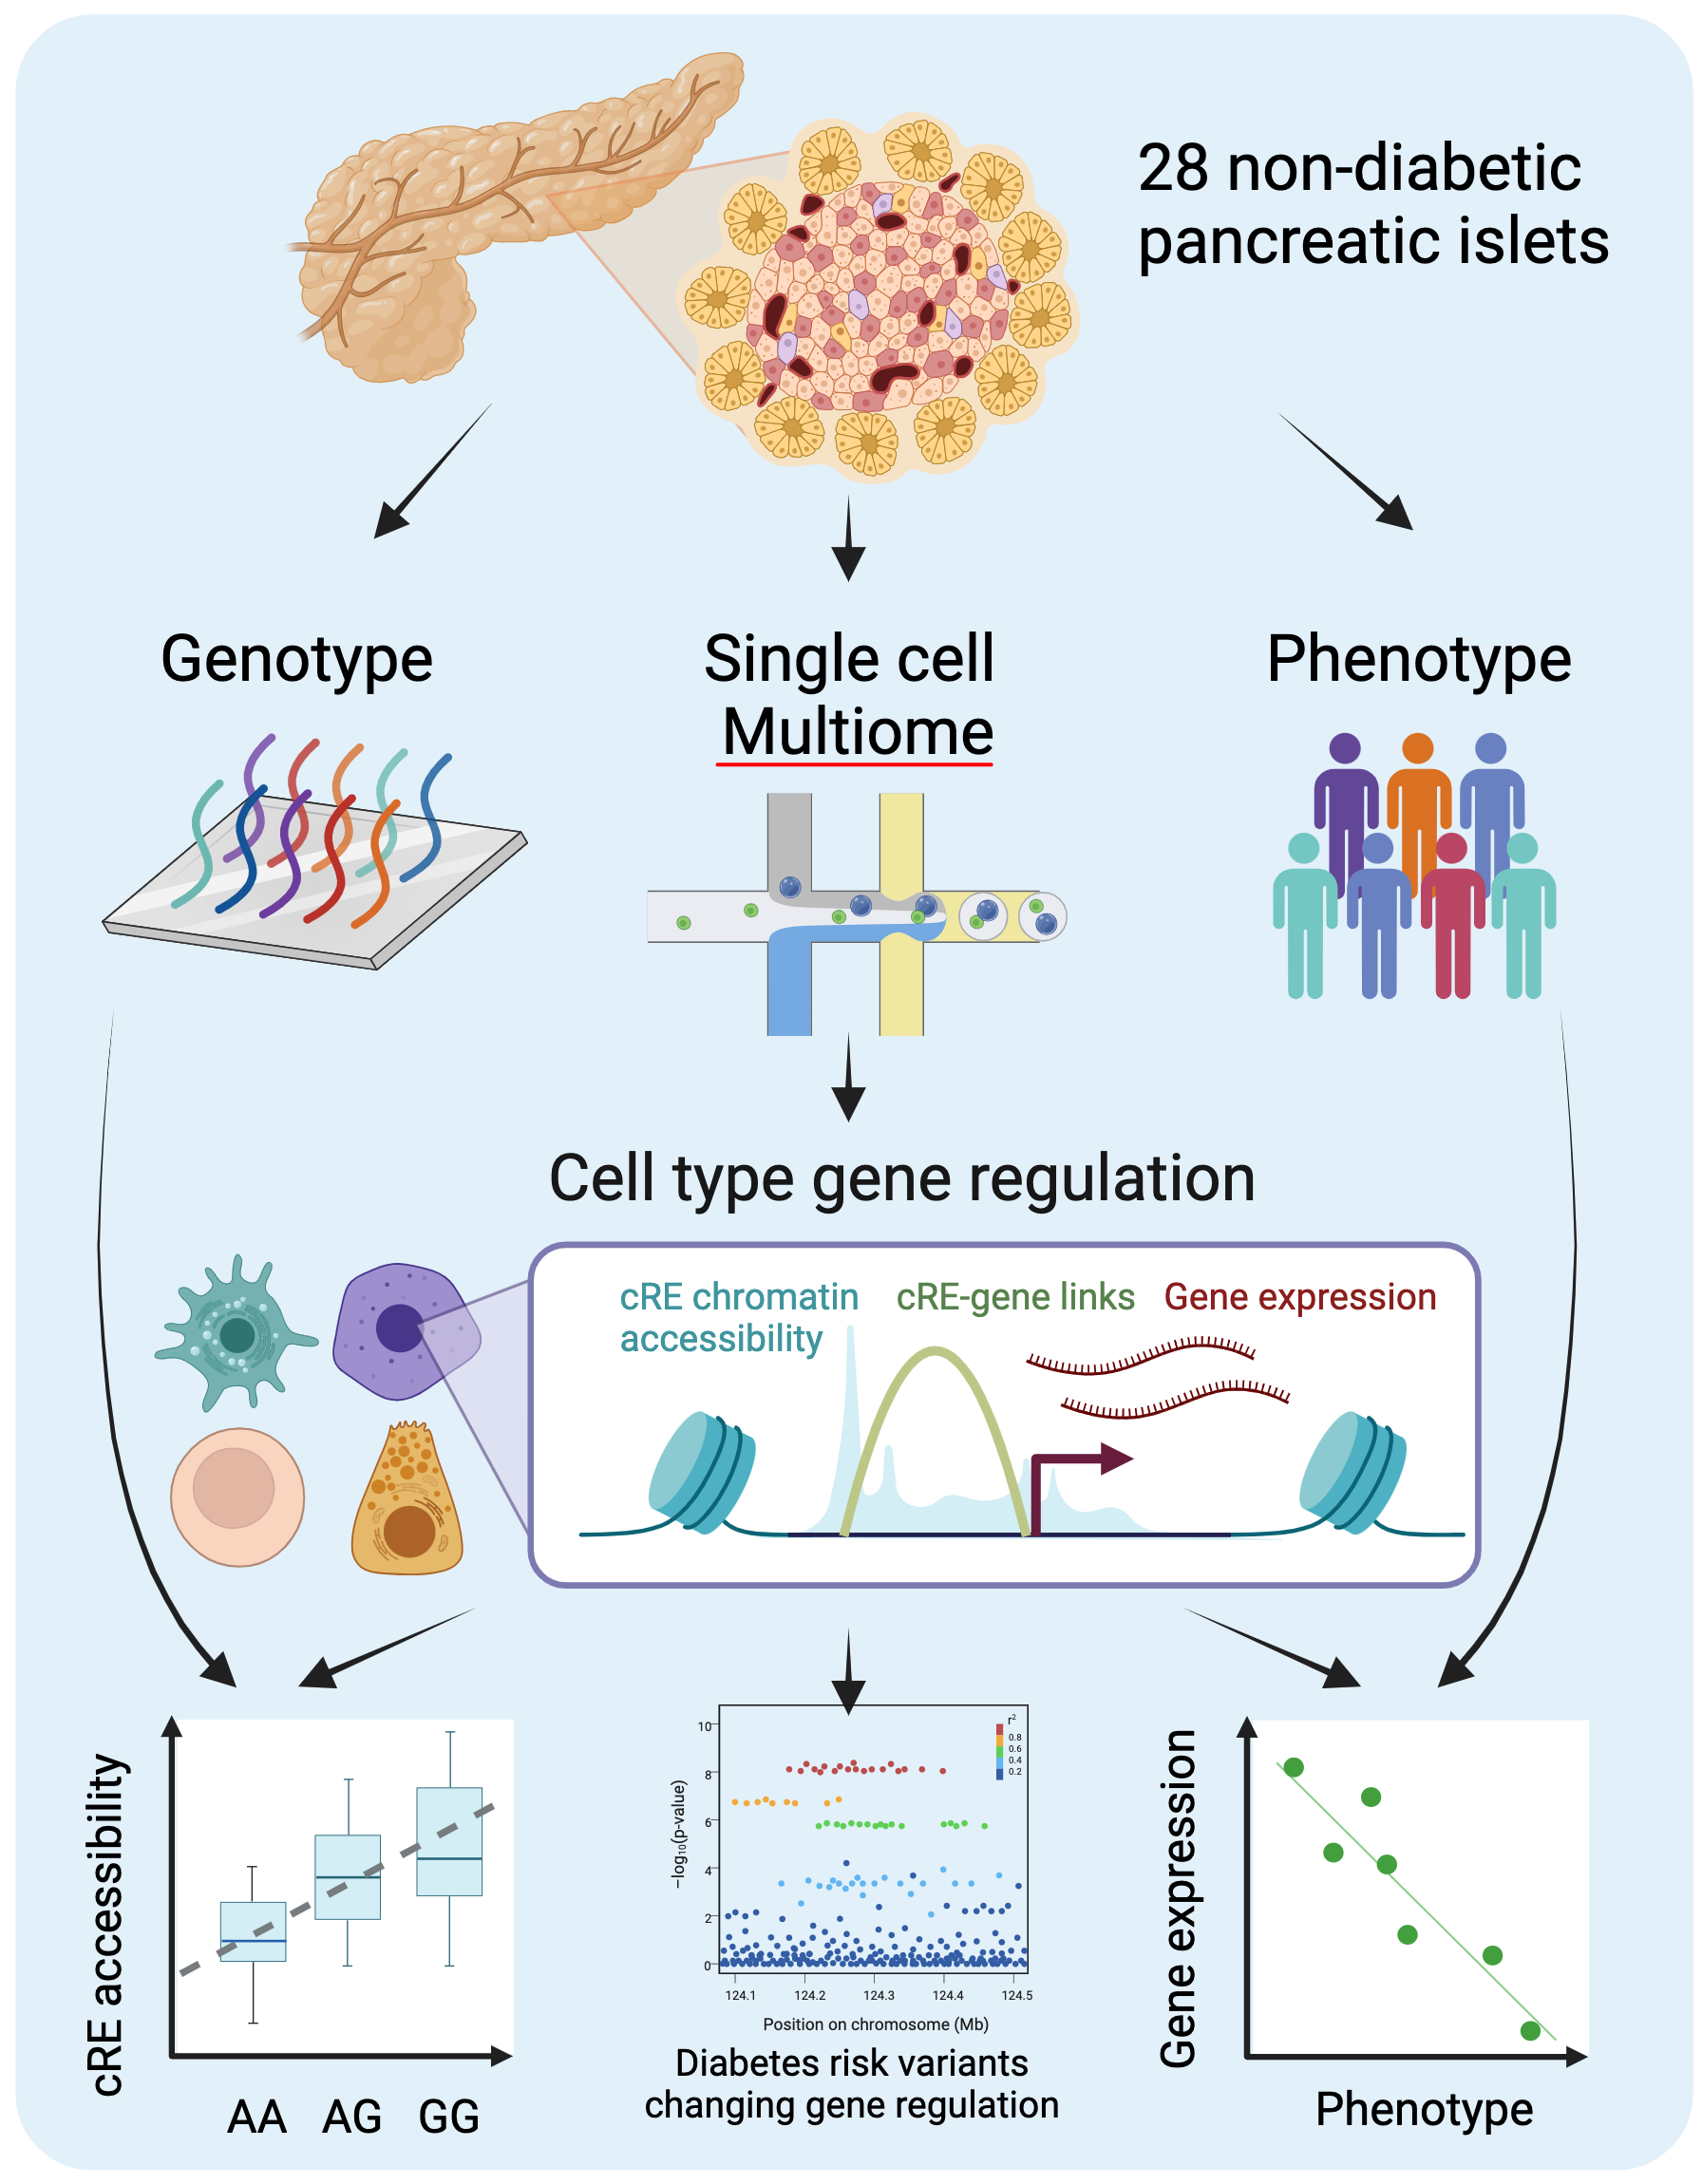 28 non-diabetic
pancreatic islets
Genotype
Single cell
Multiome
Phenotype
Cell type gene regulation
cRE chromatin
accessibility
cRE-gene links
Gene expression
cRE accessibility
AA AG GG
−log₁₀(p-value)
10
8
6
4
2
0
r²
0.8
0.6
0.4
0.2
124.1 124.2 124.3 124.4 124.5
Position on chromosome (Mb)
Diabetes risk variants
changing gene regulation
Gene expression
Phenotype